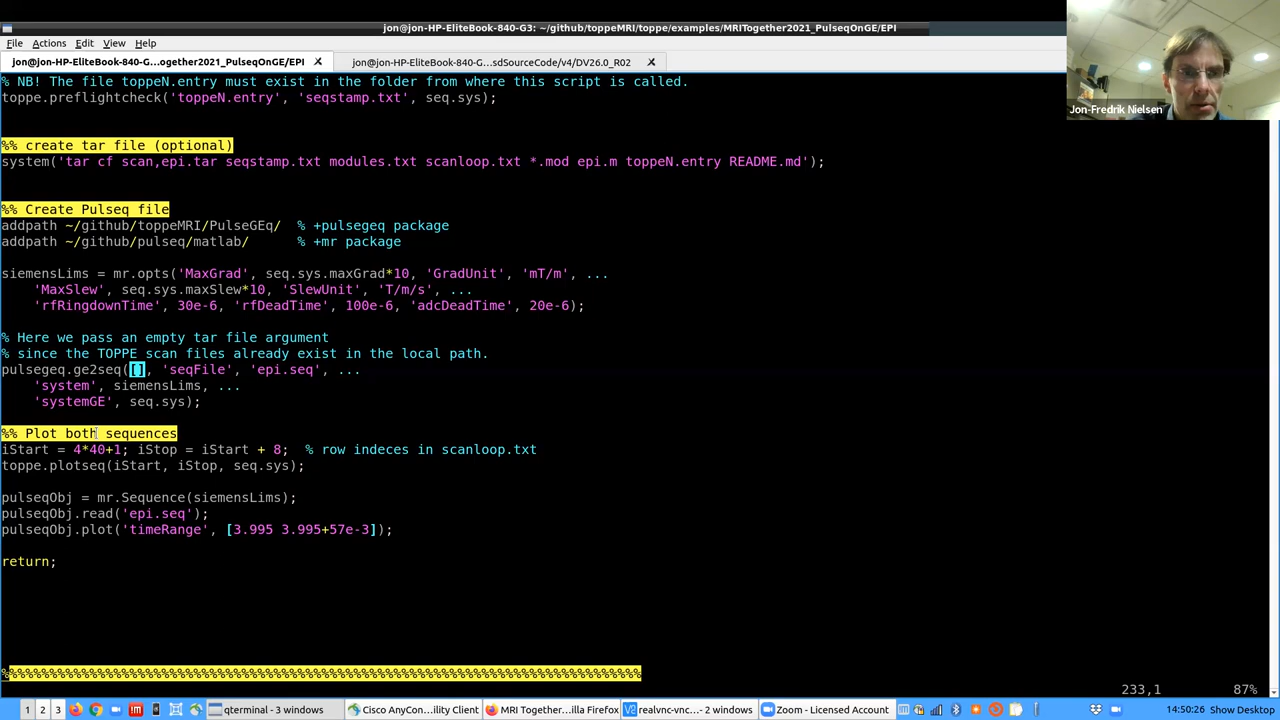 jon@jon-HP-EliteBook-840-G3: ~/github/toppeMRI/toppe/examples/MRITogether2021_PulseqOnGE/EPI
File Actions Edit View Help
jon@jon-HP-EliteBook-840-G...ogether2021_PulseqOnGE/EPI
jon@jon-HP-EliteBook-840-G...sdSourceCode/v4/DV26.0_R02
Jon-Fredrik Nielsen
% NB! The file toppeN.entry must exist in the folder from where this script is called.
toppe.preflightcheck('toppeN.entry', 'seqstamp.txt', seq.sys);
%% create tar file (optional)
system('tar cf scan,epi.tar seqstamp.txt modules.txt scanloop.txt *.mod epi.m toppeN.entry README.md');
%% Create Pulseq file
addpath ~/github/toppeMRI/PulseGEq/  % +pulsegeq package
addpath ~/github/pulseq/matlab/      % +mr package
siemensLims = mr.opts('MaxGrad', seq.sys.maxGrad*10, 'GradUnit', 'mT/m', ...
    'MaxSlew', seq.sys.maxSlew*10, 'SlewUnit', 'T/m/s', ...
    'rfRingdownTime', 30e-6, 'rfDeadTime', 100e-6, 'adcDeadTime', 20e-6);
% Here we pass an empty tar file argument
% since the TOPPE scan files already exist in the local path.
pulsegeq.ge2seq([], 'seqFile', 'epi.seq', ...
    'system', siemensLims, ...
    'systemGE', seq.sys);
%% Plot both sequences
iStart = 4*40+1; iStop = iStart + 8;  % row indeces in scanloop.txt
toppe.plotseq(iStart, iStop, seq.sys);
pulseqObj = mr.Sequence(siemensLims);
pulseqObj.read('epi.seq');
pulseqObj.plot('timeRange', [3.995 3.995+57e-3]);
return;
%%%%%%%%%%%%%%%%%%%%%%%%%%%%%%%%%%%%%%%%%%%%%%%%%%%%%%%%%%%%%%%%%%%%%%%%%%%%%%%%%%
233,1 87%
1 2 3 qterminal - 3 windows Cisco AnyCon...ility Client MRI Together...illa Firefox realvnc-vnc... - 2 windows Zoom - Licensed Account 14:50:26 Show Desktop